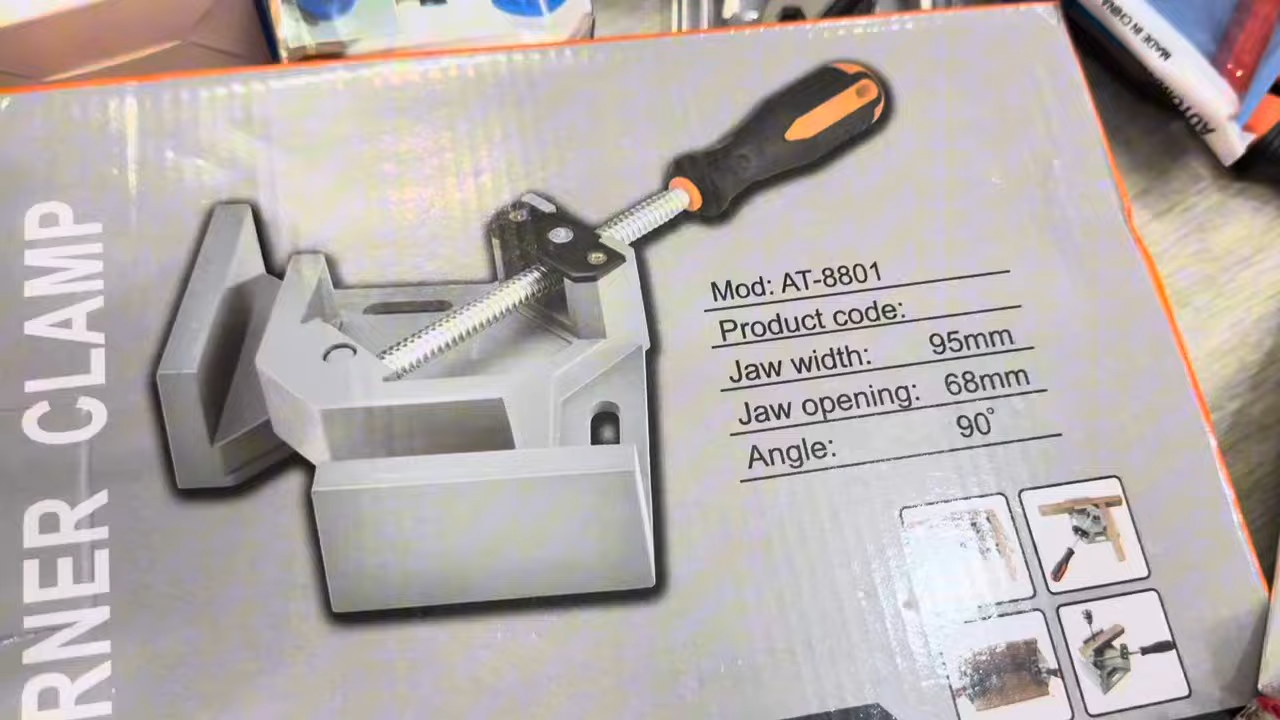 RNER CLAMP
Mod: AT-8801
Product code:
Jaw width: 95mm
Jaw opening: 68mm
Angle: 90°
MADE IN CHINA